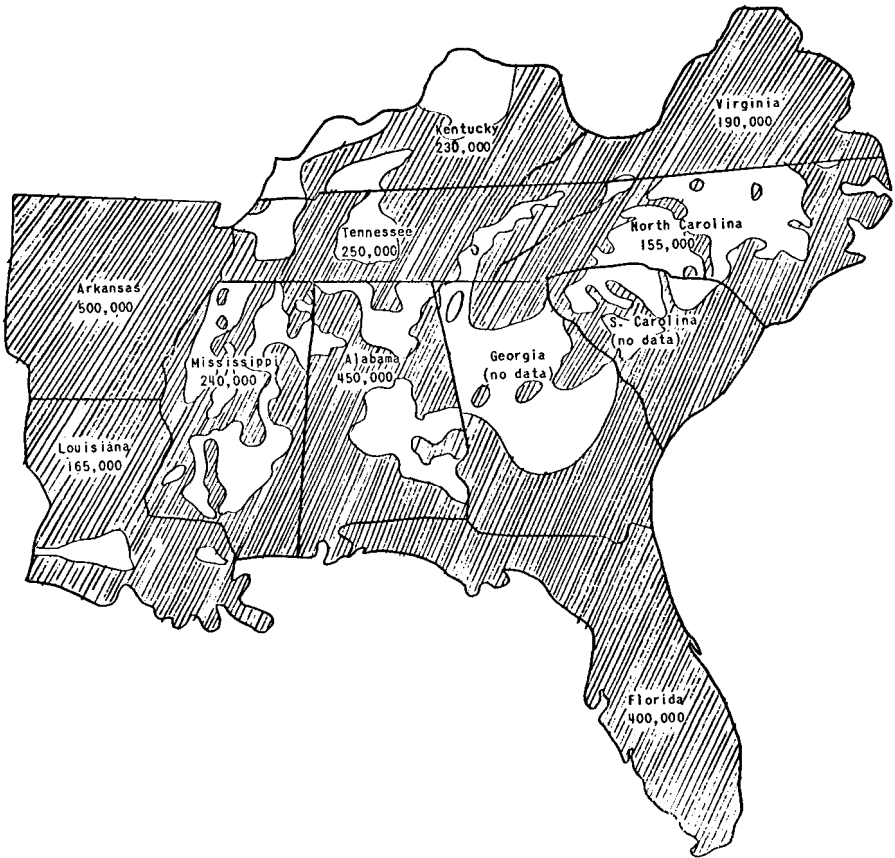 Virginia
190,000
Kentucky
230,000
Tennessee
250,000
North Carolina
155,000
Arkansas
500,000
S. Carolina
(no data)
Mississippi
240,000
Alabama
450,000
Georgia
(no data)
Louisiana
165,000
Florida
400,000